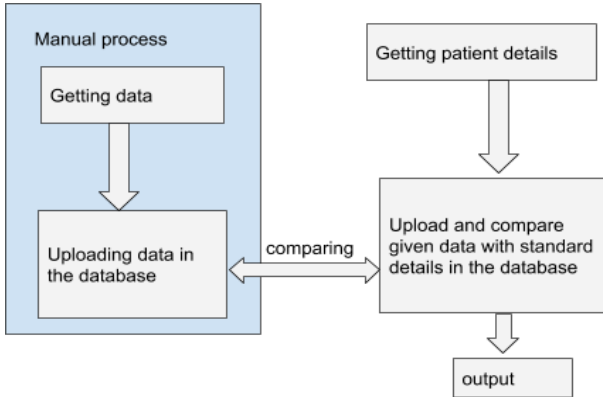 Manual process
Getting data
Uploading data in
the database
comparing
Getting patient details
Upload and compare
given data with standard
details in the database
output